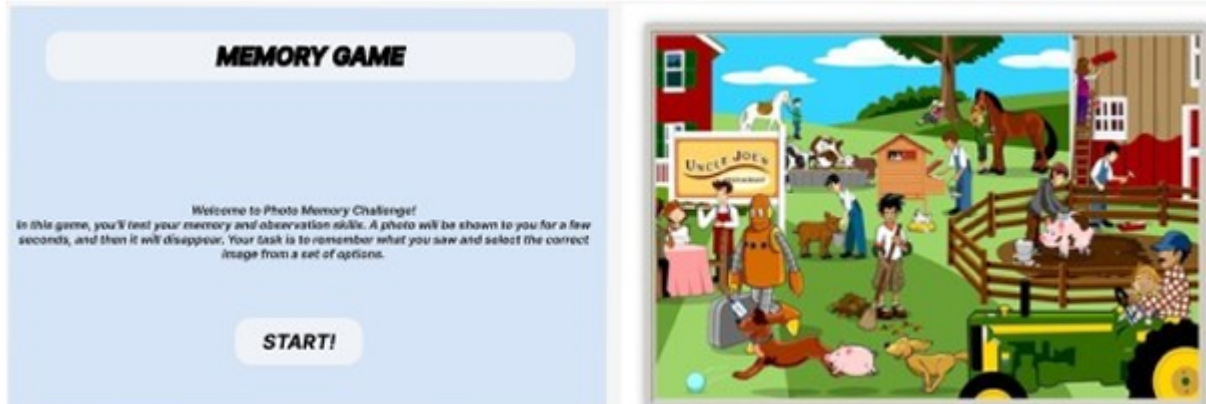 MEMORY GAME
Welcome to Photo Memory Challenge!
In this game, you'll test your memory and observation skills. A photo will be shown to you for a few
seconds, and then it will disappear. Your task is to remember what you saw and select the correct
image from a set of options.
START!
UNCLE JOE'S
RESTAURANT